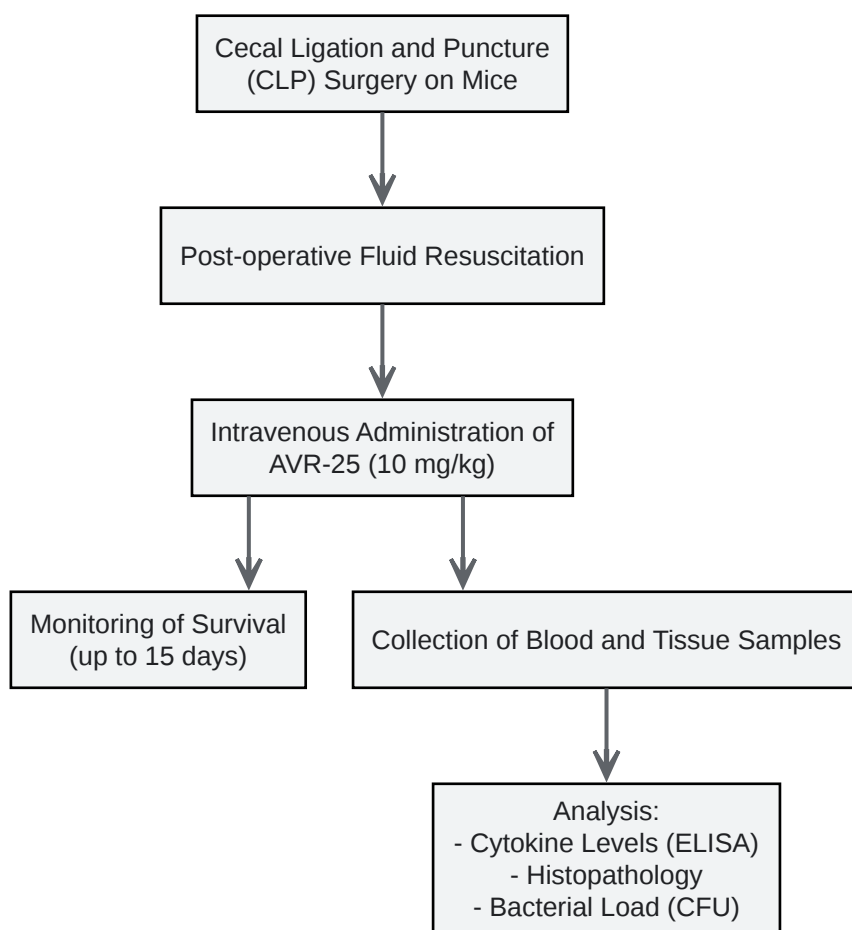 Cecal Ligation and Puncture
(CLP) Surgery on Mice
Post-operative Fluid Resuscitation
Intravenous Administration of
AVR-25 (10 mg/kg)
Monitoring of Survival
(up to 15 days)
Collection of Blood and Tissue Samples
Analysis:
- Cytokine Levels (ELISA)
- Histopathology
- Bacterial Load (CFU)